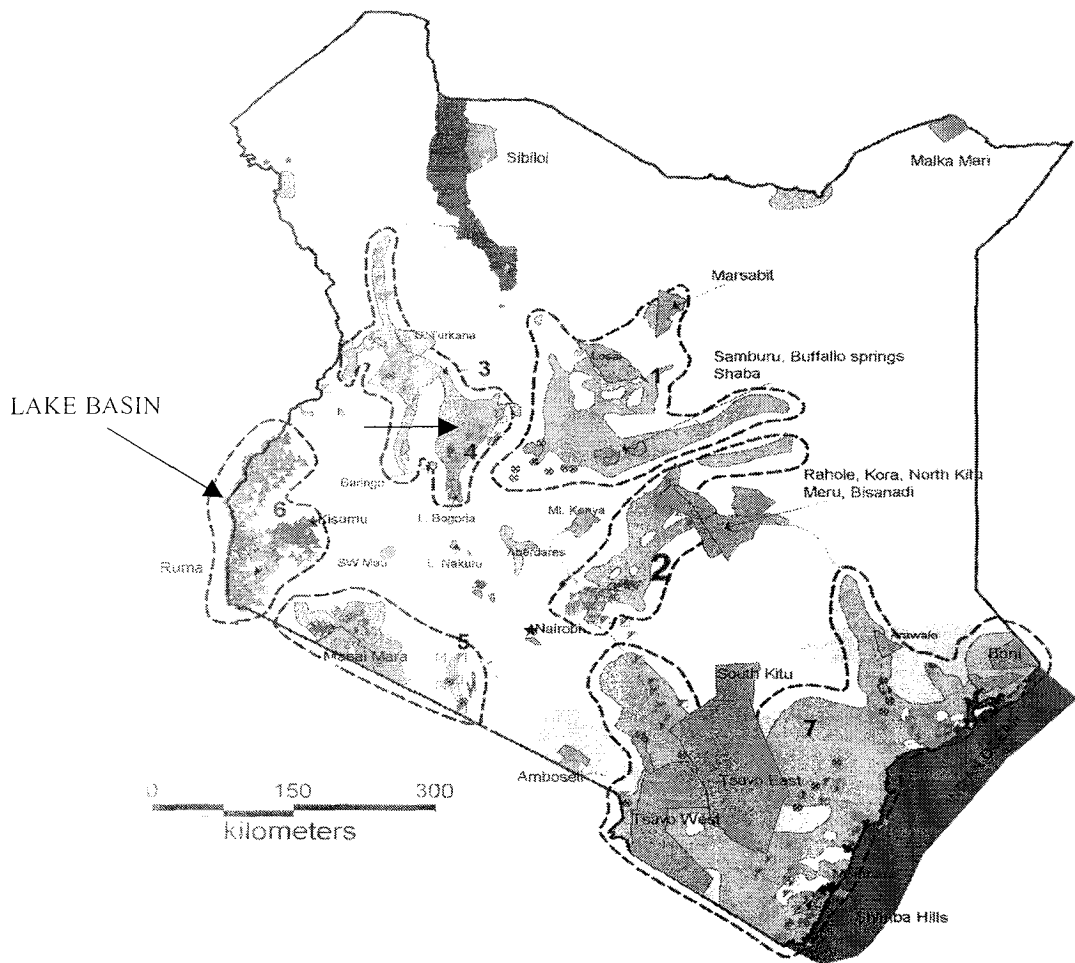 Sibiloi
Malka Mari
Marsabit
S. Turkana
Losai
Samburu, Buffallo springs
Shaba
3
1
LAKE BASIN
4
Baringo
Rahole, Kora, North Kitu
Meru, Bisanadi
6
Kisumu
L. Bogoria
Mt. Kenya
Ruma
SW Mau
L. Nakuru
Aberdares
2
Nairobi
Masai Mara
5
Arawale
Boni
South Kitu
7
Amboseli
Tsavo East
Tsavo West
0 150 300
kilometers
Shimba Hills